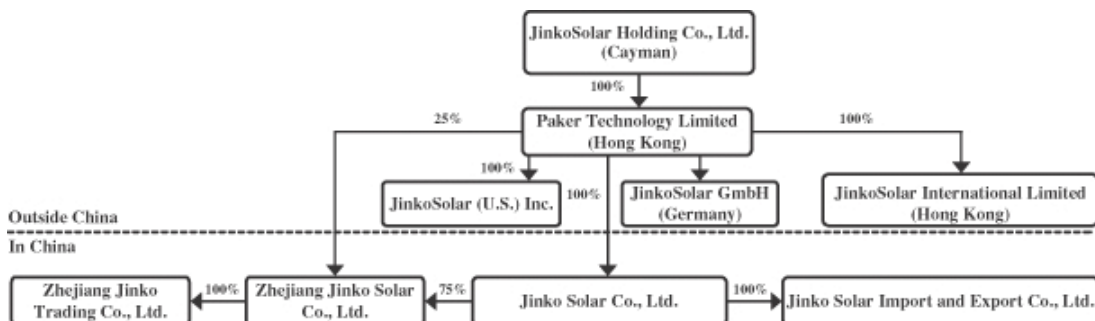 JinkoSolar Holding Co., Ltd.
(Cayman)
100%
Paker Technology Limited
(Hong Kong)
25%
100%
100%
100%
JinkoSolar (U.S.) Inc.
JinkoSolar GmbH
(Germany)
JinkoSolar International Limited
(Hong Kong)
Outside China
In China
Zhejiang Jinko
Trading Co., Ltd.
100%
Zhejiang Jinko Solar
Co., Ltd.
75%
Jinko Solar Co., Ltd.
100%
Jinko Solar Import and Export Co., Ltd.